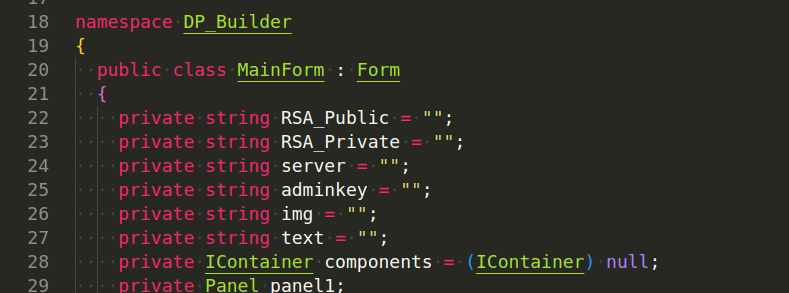 17
18 namespace DP_Builder
19 {
20 public class MainForm : Form
21 {
22 private string RSA_Public = "";
23 private string RSA_Private = "";
24 private string server = "";
25 private string adminkey = "";
26 private string img = "";
27 private string text = "";
28 private IContainer components = (IContainer) null;
29 private Panel panel1;